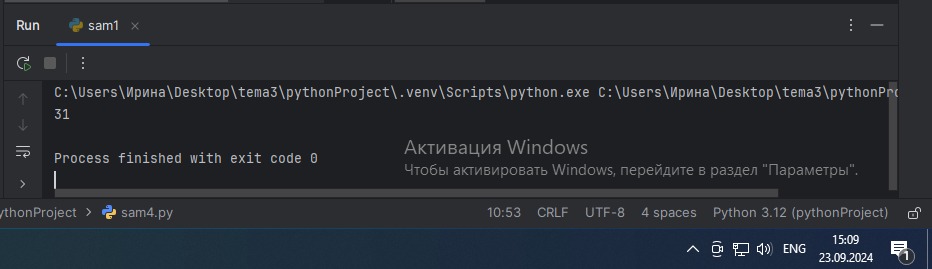 Run sam1
C:\Users\Ирина\Desktop\tema3\pythonProject\.venv\Scripts\python.exe C:\Users\Ирина\Desktop\tema3\pythonPro
31
Process finished with exit code 0
Активация Windows
Чтобы активировать Windows, перейдите в раздел "Параметры".
ythonProject > sam4.py 10:53 CRLF UTF-8 4 spaces Python 3.12 (pythonProject)
ENG 15:09
23.09.2024 1